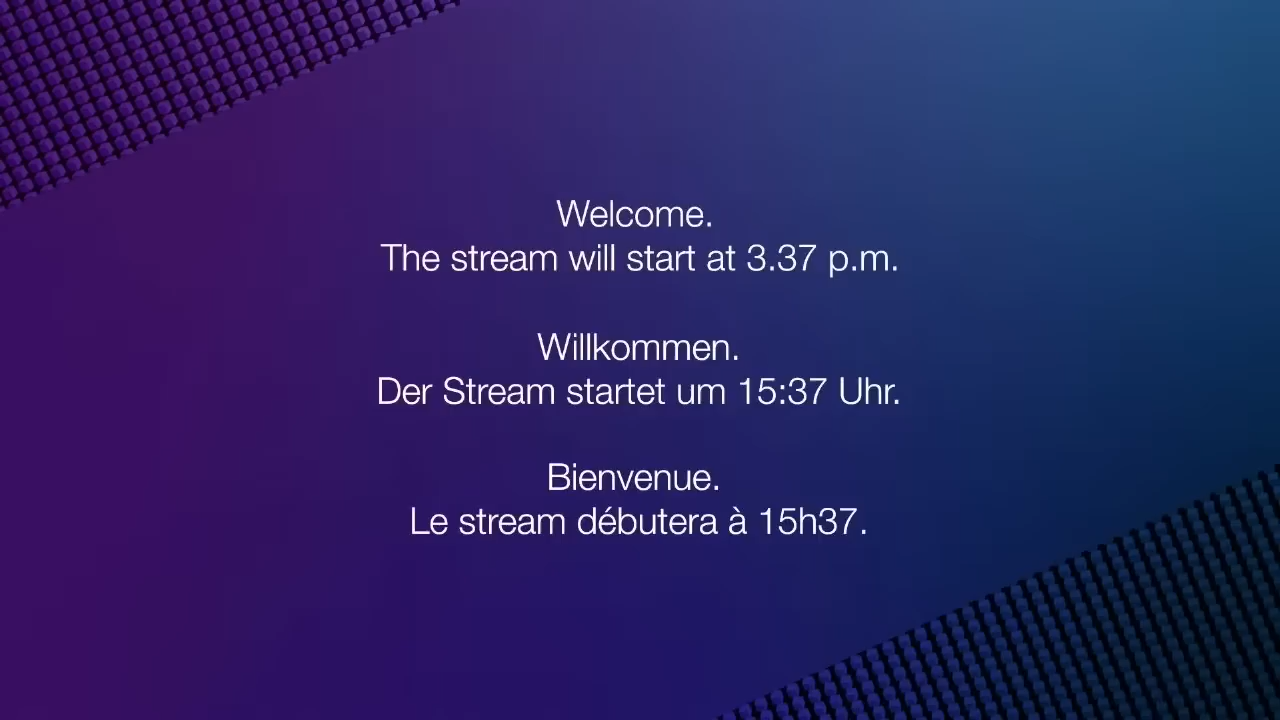 Welcome.
The stream will start at 3.37 p.m.
Willkommen.
Der Stream startet um 15:37 Uhr.
Bienvenue.
Le stream débutera à 15h37.